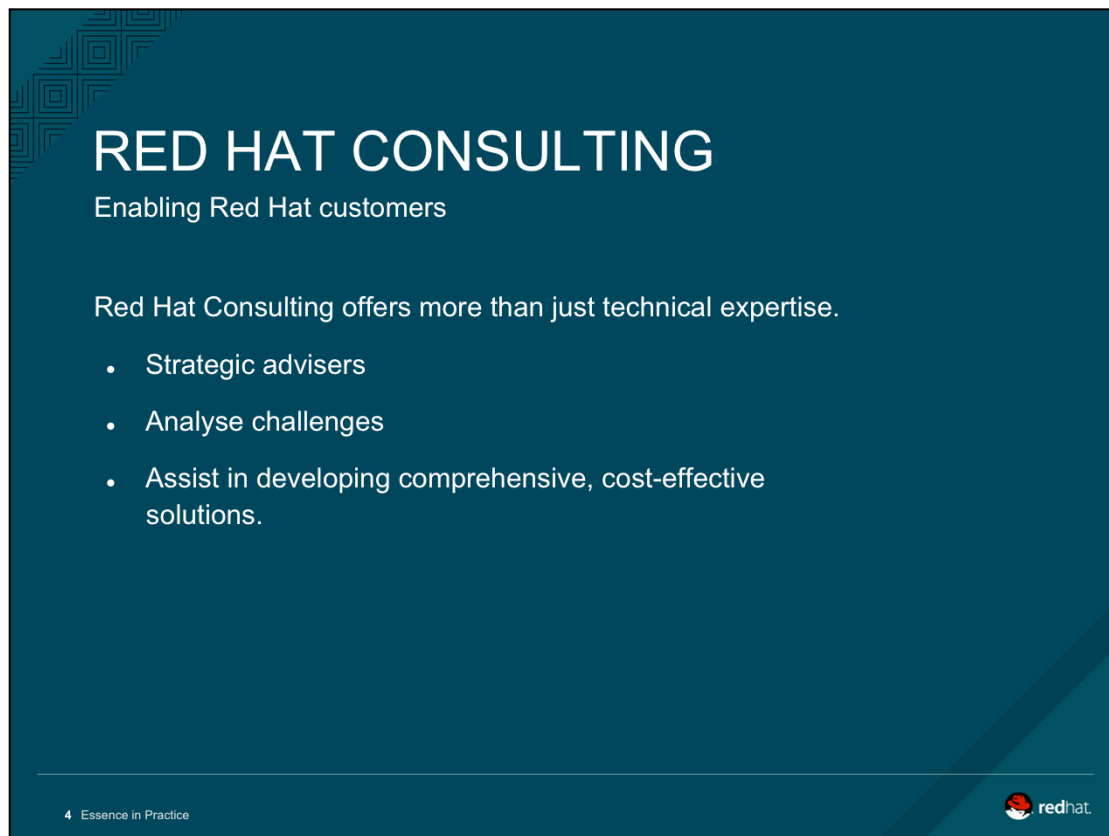 RED HAT CONSULTING
Enabling Red Hat customers
Red Hat Consulting offers more than just technical expertise.
● Strategic advisers
● Analyse challenges
● Assist in developing comprehensive, cost-effective
solutions.
4 Essence in Practice
redhat.